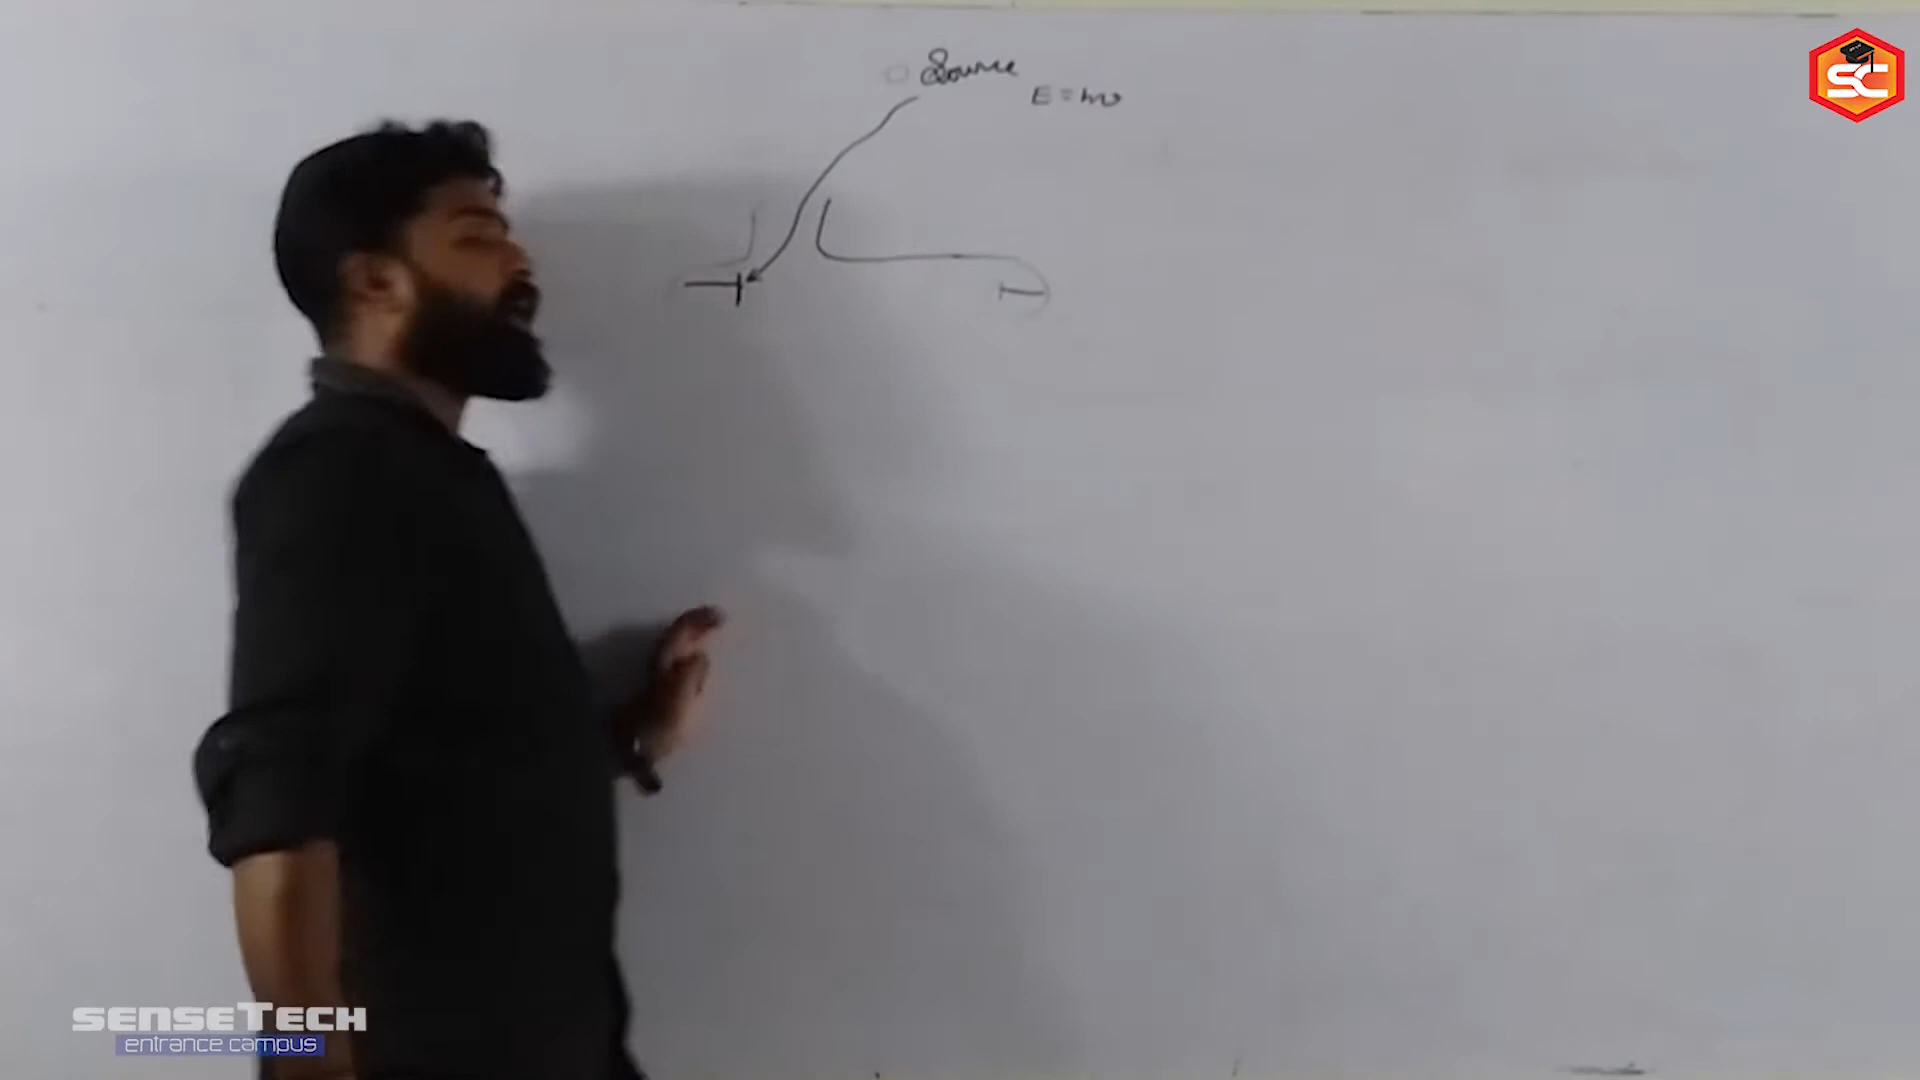 Source
E = hν
SC
SENSETECH
entrance campus